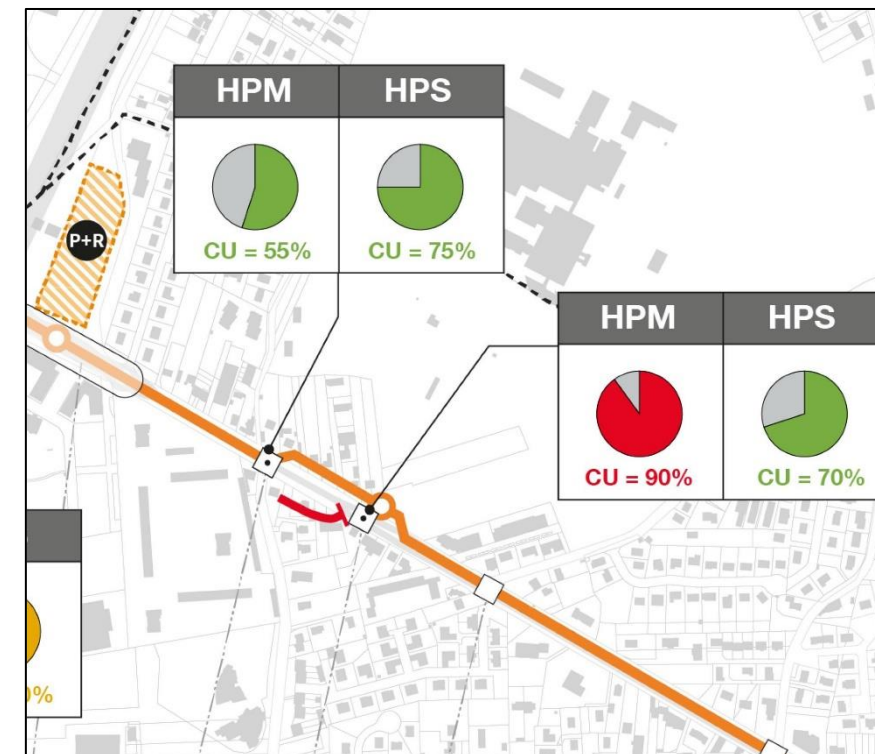 HPM HPS
CU = 55% CU = 75%
P+R
HPM HPS
CU = 90% CU = 70%